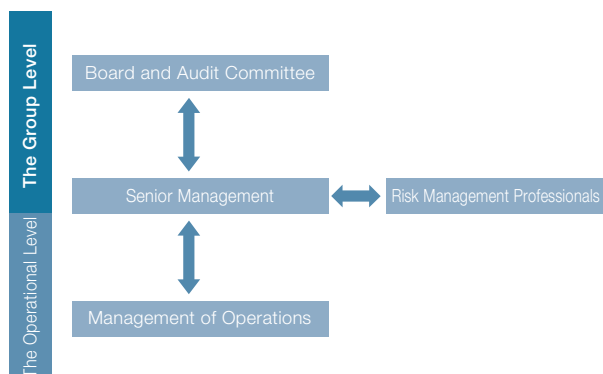 The Group Level
Board and Audit Committee
Senior Management
Risk Management Professionals
The Operational Level
Management of Operations